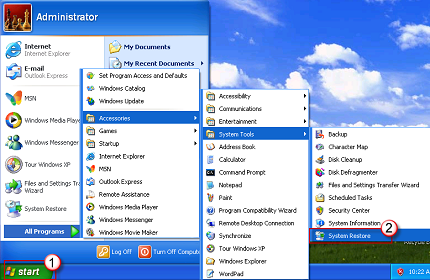 Administrator
Internet
Internet Explorer
E-mail
Outlook Express
MSN
Windows Media Player
Windows Messenger
Tour Windows XP
Files and Settings Transfer Wizard
System Restore
All Programs
My Documents
My Recent Documents
Set Program Access and Defaults
Windows Catalog
Windows Update
Accessories
Games
Startup
Internet Explorer
MSN
Outlook Express
Remote Assistance
Windows Media Player
Windows Messenger
Windows Movie Maker
Accessibility
Communications
Entertainment
System Tools
Address Book
Calculator
Command Prompt
Notepad
Paint
Program Compatibility Wizard
Remote Desktop Connection
Synchronize
Tour Windows XP
Windows Explorer
WordPad
Backup
Character Map
Disk Cleanup
Disk Defragmenter
Files and Settings Transfer Wizard
Scheduled Tasks
Security Center
System Information
System Restore
2
Log Off
Turn Off Compu
1
start
10:22 A